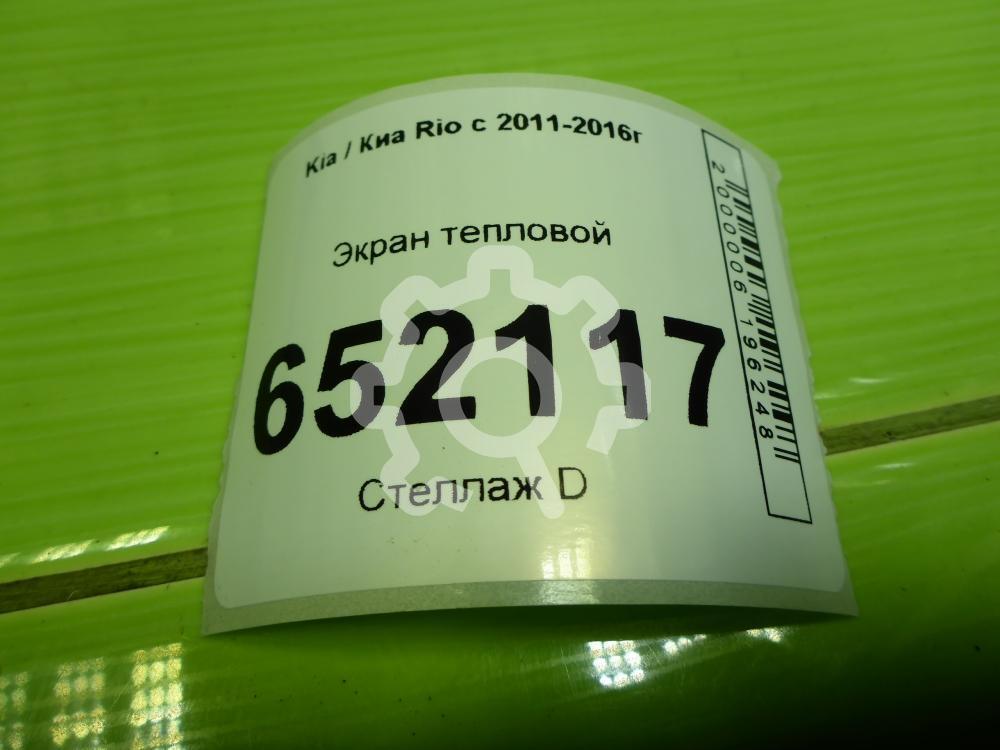 Kia / Киа Rio с 2011-2016г
Экран тепловой
652117
Стеллаж D
2000006196248